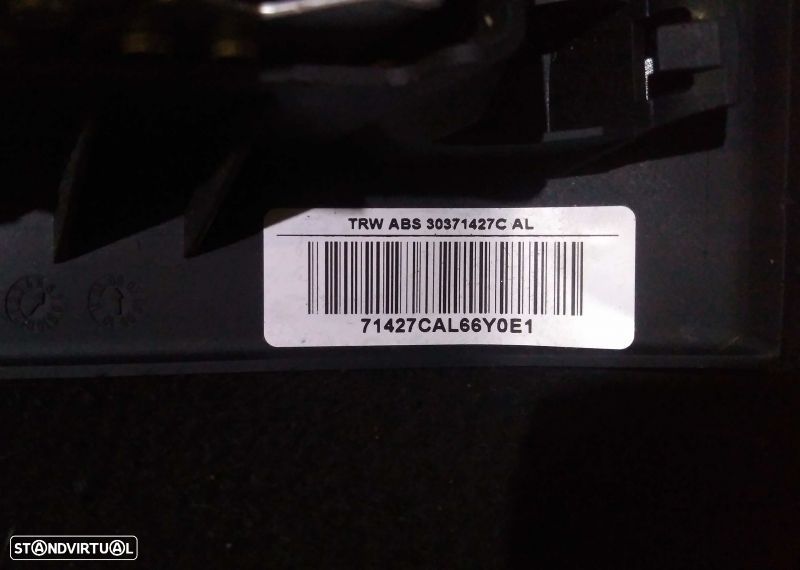 TRW ABS 30371427C AL
71427CAL66Y0E1
STANDVIRTUAL